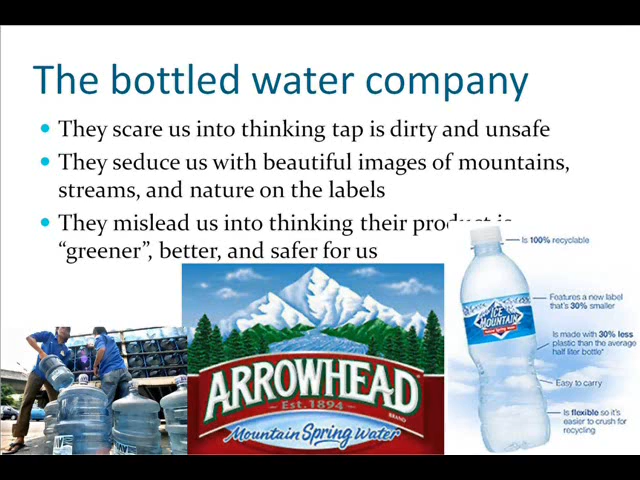 The bottled water company
They scare us into thinking tap is dirty and unsafe
They seduce us with beautiful images of mountains,
streams, and nature on the labels
They mislead us into thinking their product is
“greener”, better, and safer for us
ARROWHEAD
Est. 1894
BRAND
Mountain Spring Water
ICE
MOUNTAIN
Is 100% recyclable
Features a new label
that's 30% smaller
Is made with 30% less
plastic than the average
half liter bottle*
Easy to carry
Is flexible so it's
easier to crush for
recycling